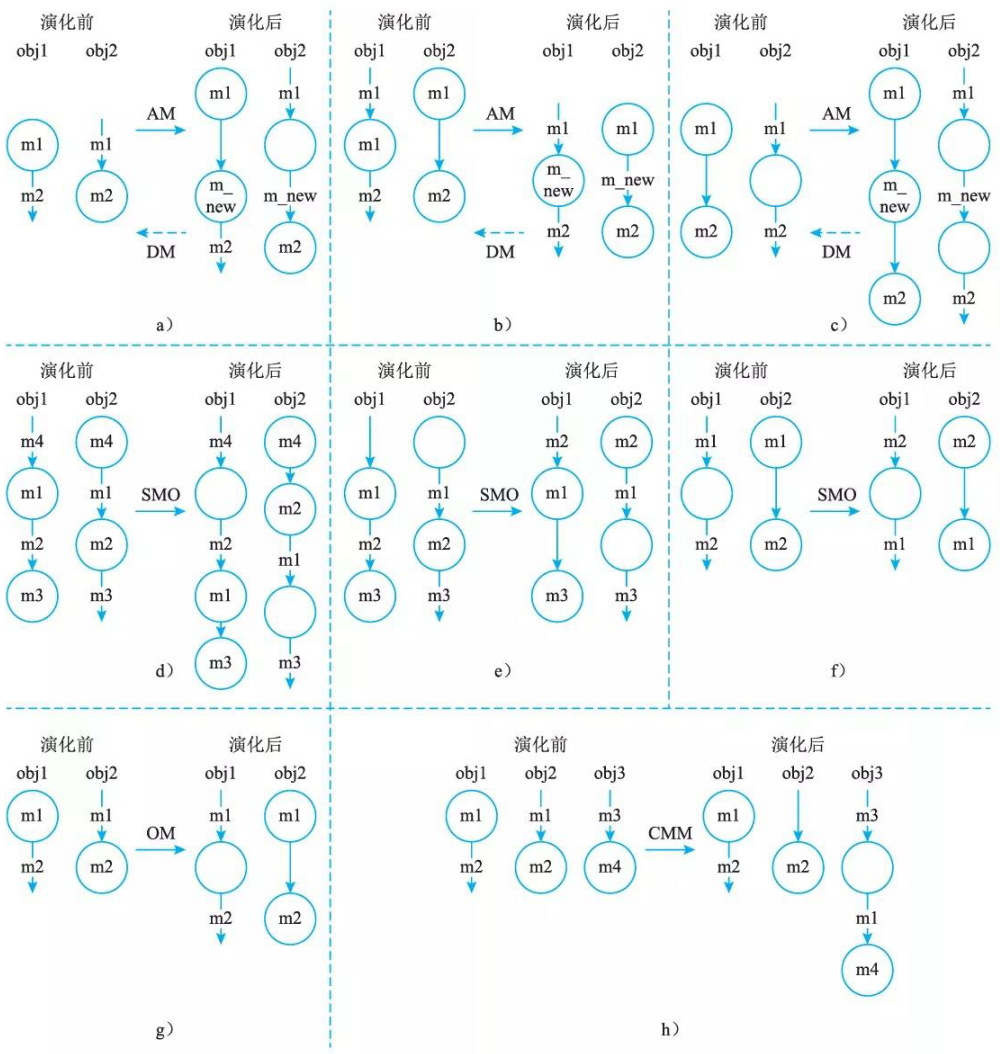 演化前 演化后 演化前 演化后 演化前 演化后
obj1 obj2 obj1 obj2 obj1 obj2 obj1 obj2 obj1 obj2 obj1 obj2
m1 m1 m1 m1 m1 m1
AM AM AM
m1 m1 m1 m1 m1 m1 m1
m2 m2 m_new m_new m2 m2 m_new m_new m_new m_new
DM m2 m2 DM m2 m2 m2 m2 DM
m2 m2
a） b） c）
演化前 演化后 演化前 演化后 演化前 演化后
obj1 obj2 obj1 obj2 obj1 obj2 obj1 obj2 obj1 obj2 obj1 obj2
m4 m4 m4 m4 m2 m2 m1 m1 m2 m2
m1 m1 SMO m2 m1 m1 SMO m1 m1 SMO
m2 m2 m2 m1 m2 m2 m2 m2 m1 m1
m3 m3 m1 m3 m3 m3 m3
m3 m3
d） e） f）
演化前 演化后 演化前 演化后
obj1 obj2 obj1 obj2 obj1 obj2 obj3 obj1 obj2 obj3
m1 m1 m1 m1 m1 m1 m3 m1 m3
OM CMM
m2 m2 m2 m4 m2 m2
m2 m2 m1
m4
g） h）